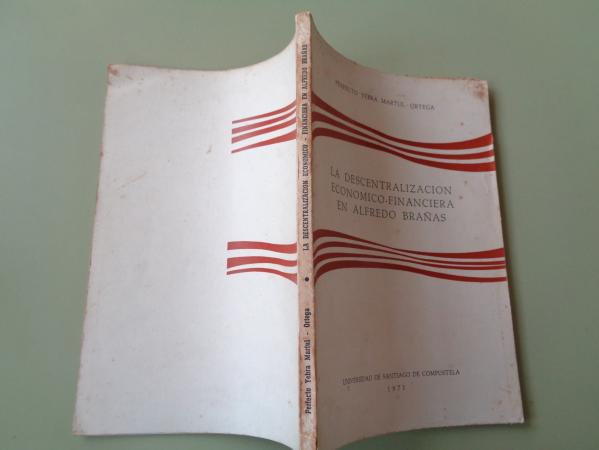 PERFECTO YEBRA MARTUL-ORTEGA
LA DESCENTRALIZACION
ECONOMICO-FINANCIERA
EN ALFREDO BRAÑAS
UNIVERSIDAD DE SANTIAGO DE COMPOSTELA
1971
Perfecto Yebra Martul - Ortega • LA DESCENTRALIZACION ECONOMICO - FINANCIERA EN ALFREDO BRAÑAS